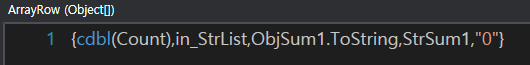 ArrayRow (Object[])
1 {cdbl(Count),in_StrList,ObjSum1.ToString,StrSum1,"0"}